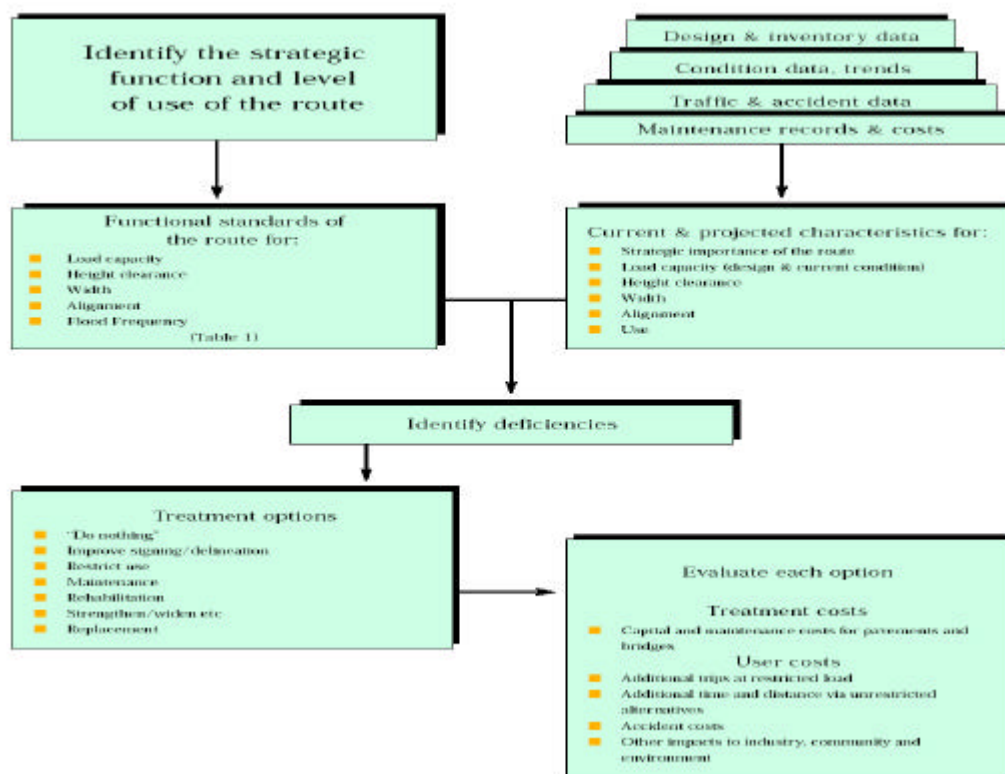 Identify the strategic
function and level
of use of the route
Design & inventory data
Condition data, trends
Traffic & accident data
Maintenance records & costs
Functional standards of
the route for:
Load capacity
Height clearance
Width
Alignment
Flood Frequency
(Table 1)
Current & projected characteristics for:
Strategic importance of the route
Load capacity (design & current condition)
Height clearance
Width
Alignment
Use
Identify deficiencies
Treatment options
"Do nothing"
Improve signing/delineation
Restrict use
Maintenance
Rehabilitation
Strengthen/widen etc
Replacement
Evaluate each option
Treatment costs
Capital and maintenance costs for pavements and
bridges
User costs
Additional trips at restricted load
Additional time and distance via unrestricted
alternatives
Accident costs
Other impacts to industry, community and
environment